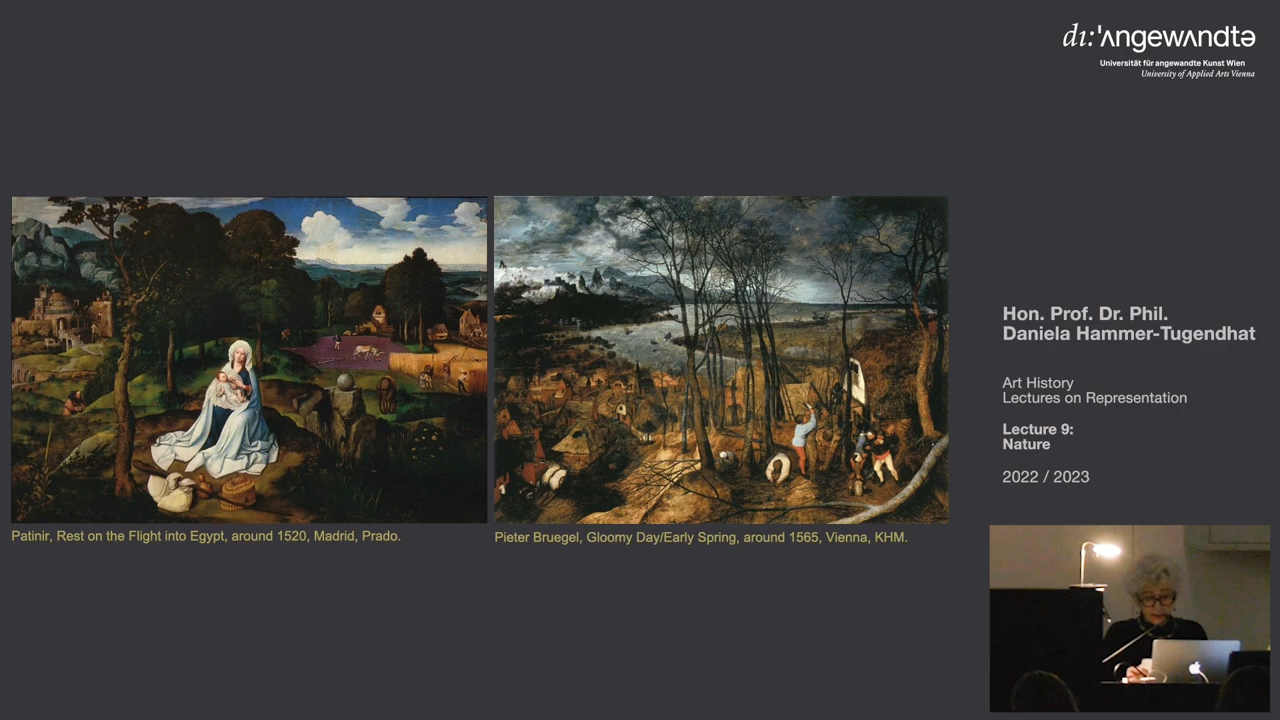 dı:'ʌngewʌndtə
Universität für angewandte Kunst Wien
University of Applied Arts Vienna
Patinir, Rest on the Flight into Egypt, around 1520, Madrid, Prado.
Pieter Bruegel, Gloomy Day/Early Spring, around 1565, Vienna, KHM.
Hon. Prof. Dr. Phil.
Daniela Hammer-Tugendhat
Art History
Lectures on Representation
Lecture 9:
Nature
2022 / 2023